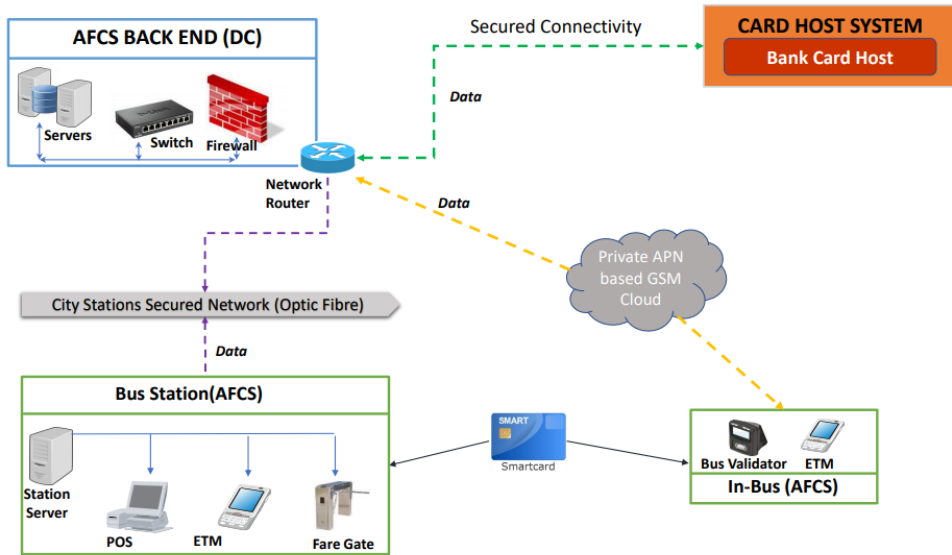 AFCS BACK END (DC)
Servers
Switch
Firewall
Network
Router
Secured Connectivity
Data
CARD HOST SYSTEM
Bank Card Host
Data
Private APN
based GSM
Cloud
City Stations Secured Network (Optic Fibre)
Data
Bus Station(AFCS)
Station
Server
POS
ETM
Fare Gate
SMART
Smartcard
Bus Validator
ETM
In-Bus (AFCS)